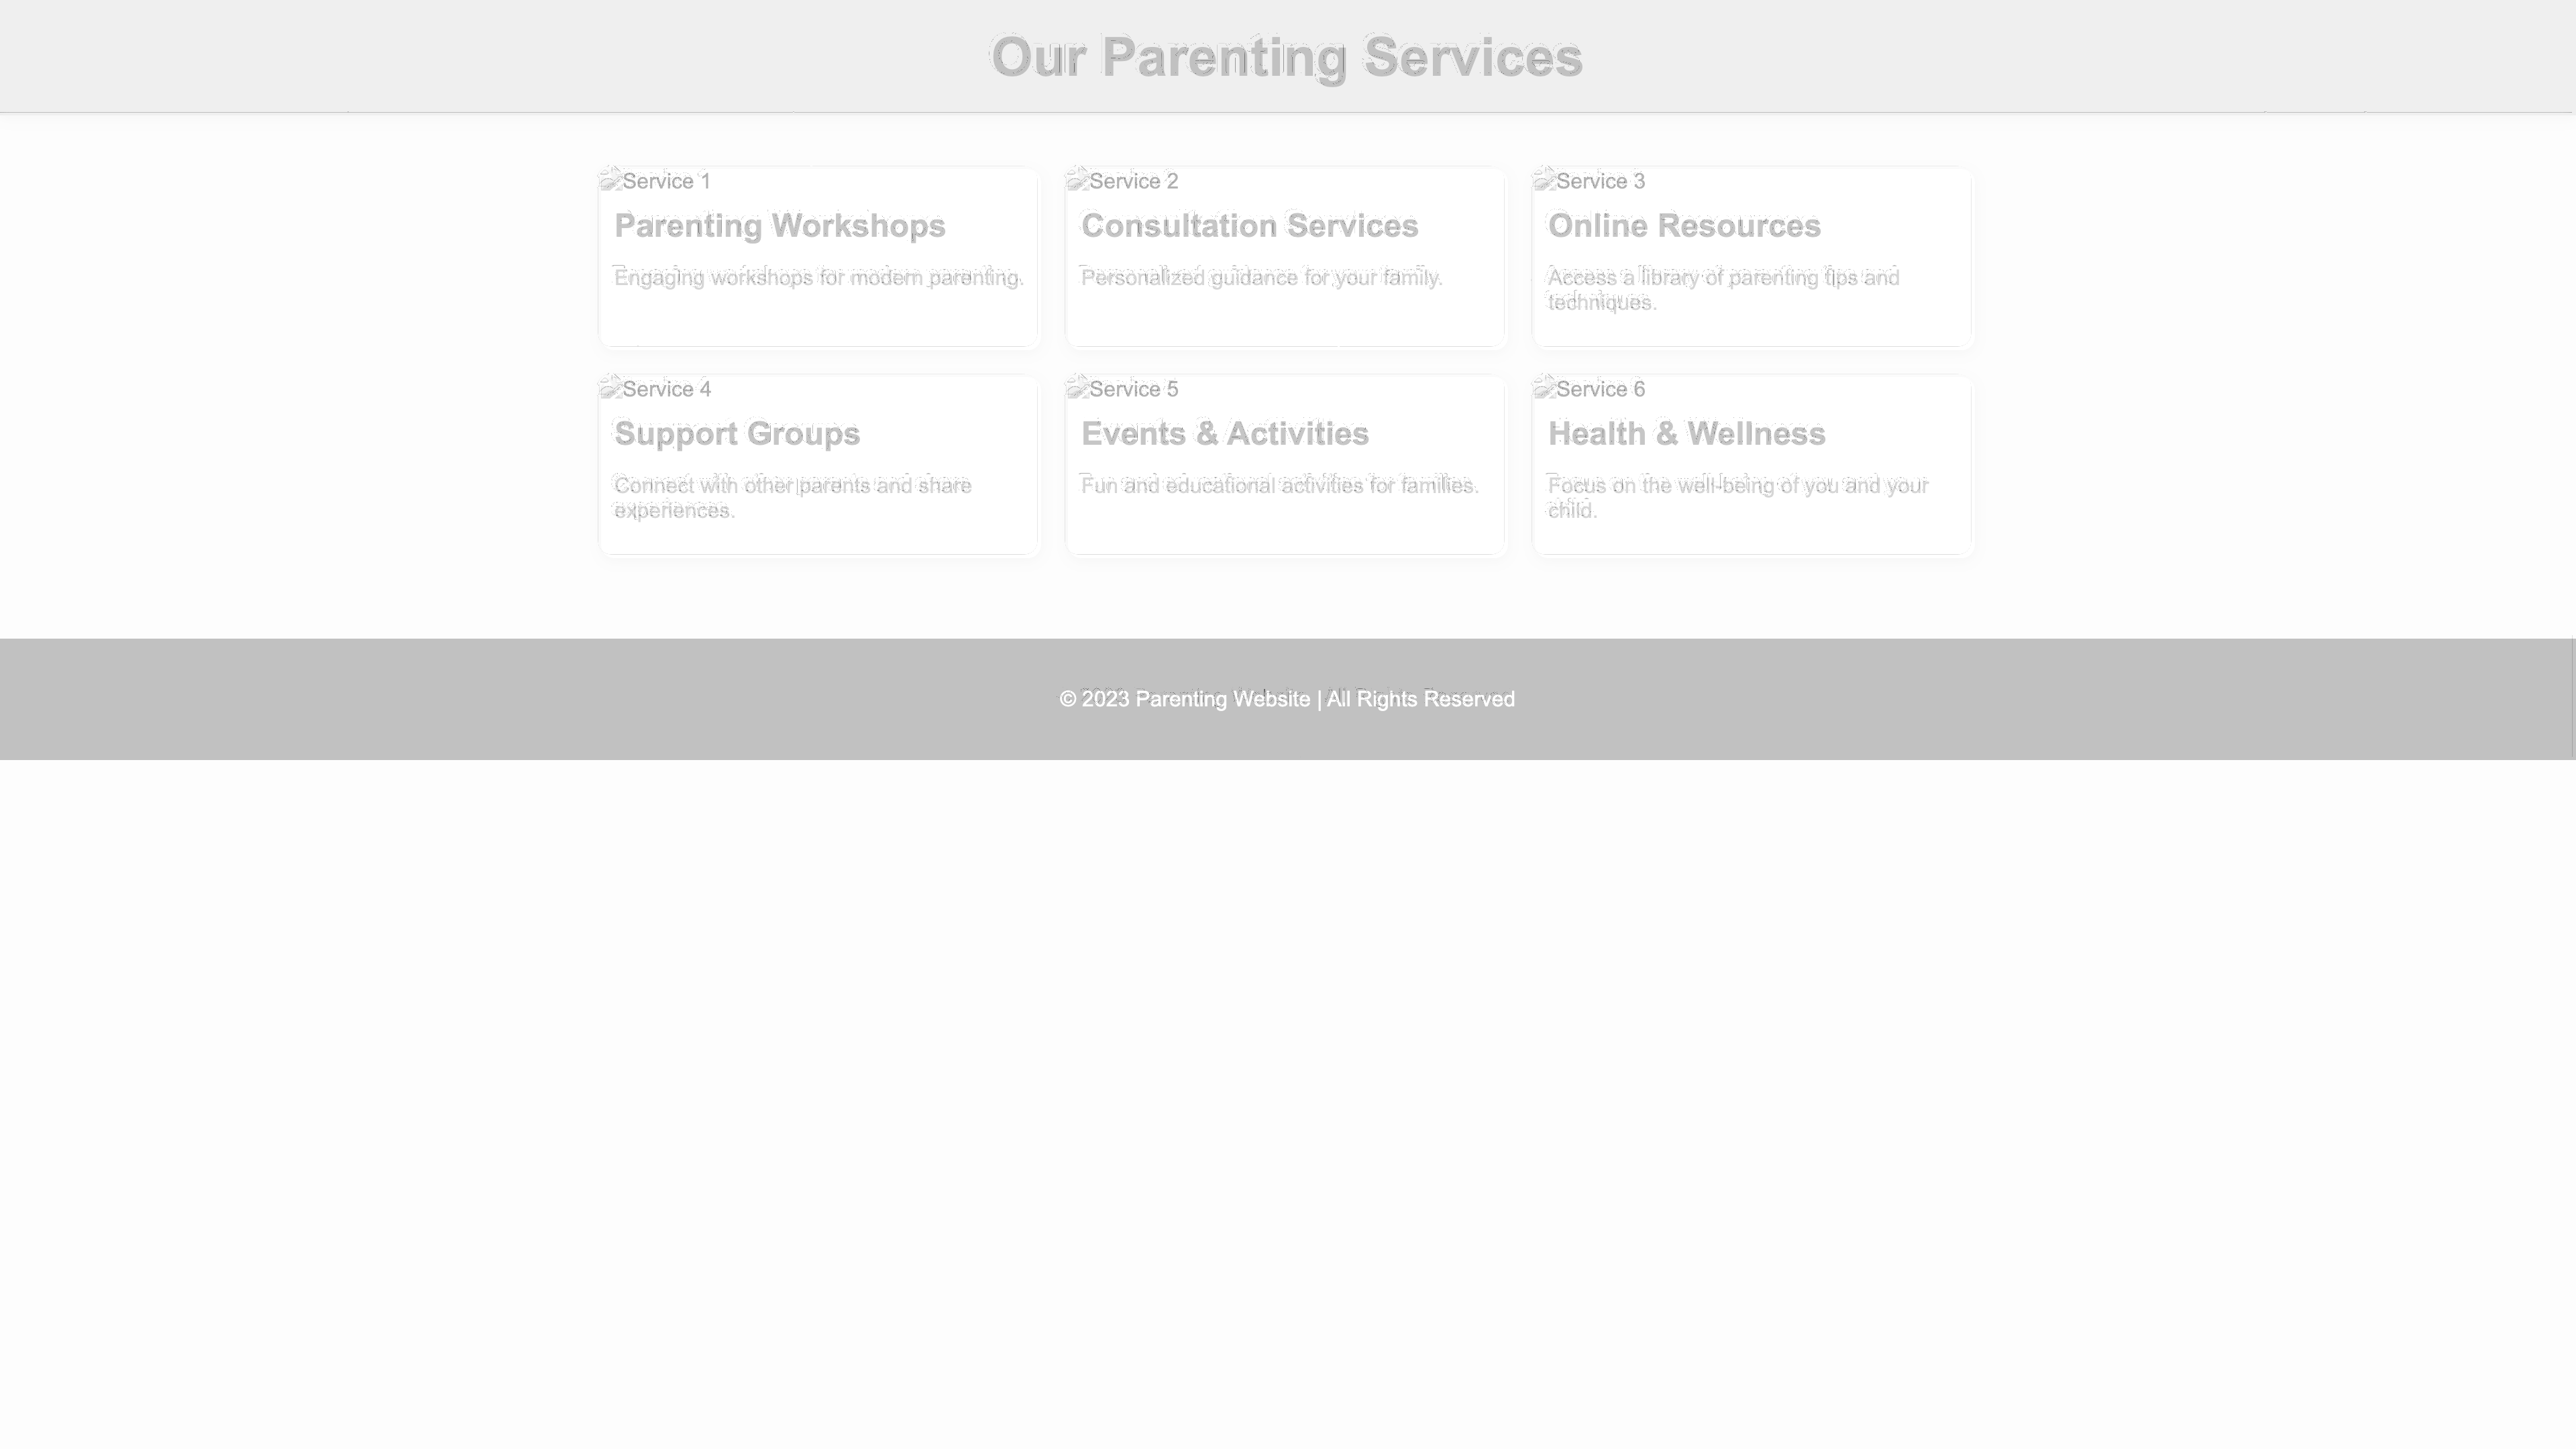 Our Parenting Services
Service 1
Service 2
Service 3
Parenting Workshops
Consultation Services
Online Resources
Engaging workshops for modern parenting.
Personalized guidance for your family.
Access a library of parenting tips and
techniques.
Service 4
Service 5
Service 6
Support Groups
Events & Activities
Health & Wellness
Connect with other parents and share
experiences.
Fun and educational activities for families.
Focus on the well-being of you and your
child.
© 2023 Parenting Website | All Rights Reserved